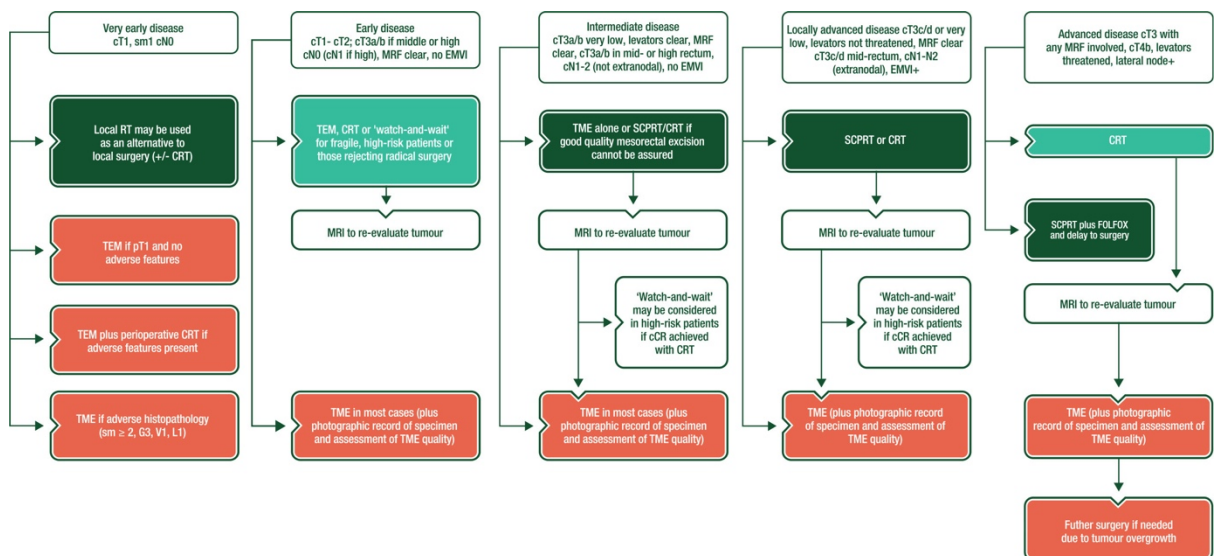 Very early disease
cT1, sm1 cN0
Local RT may be used
as an alternative to
local surgery (+/- CRT)
TEM if pT1 and no
adverse features
TEM plus perioperative CRT if
adverse features present
TME if adverse histopathology
(sm ≥ 2, G3, V1, L1)
Early disease
cT1- cT2; cT3a/b if middle or high
cN0 (cN1 if high), MRF clear, no EMVI
TEM, CRT or 'watch-and-wait'
for fragile, high-risk patients or
those rejecting radical surgery
MRI to re-evaluate tumour
TME in most cases (plus
photographic record of specimen
and assessment of TME quality)
Intermediate disease
cT3a/b very low, levators clear, MRF
clear, cT3a/b in mid- or high rectum,
cN1-2 (not extranodal), no EMVI
TME alone or SCPRT/CRT if
good quality mesorectal excision
cannot be assured
MRI to re-evaluate tumour
'Watch-and-wait'
may be considered
in high-risk patients
if cCR achieved
with CRT
TME in most cases (plus
photographic record of specimen
and assessment of TME quality)
Locally advanced disease cT3c/d or very
low, levators not threatened, MRF clear
cT3c/d mid-rectum, cN1-N2
(extranodal), EMVI+
SCPRT or CRT
MRI to re-evaluate tumour
'Watch-and-wait'
may be considered
in high-risk patients
if cCR achieved
with CRT
TME (plus photographic record
of specimen and assessment of
TME quality)
Advanced disease cT3 with
any MRF involved, cT4b, levators
threatened, lateral node+
CRT
SCPRT plus FOLFOX
and delay to surgery
MRI to re-evaluate tumour
TME (plus photographic
record of specimen and assessment of
TME quality)
Futher surgery if needed
due to tumour overgrowth